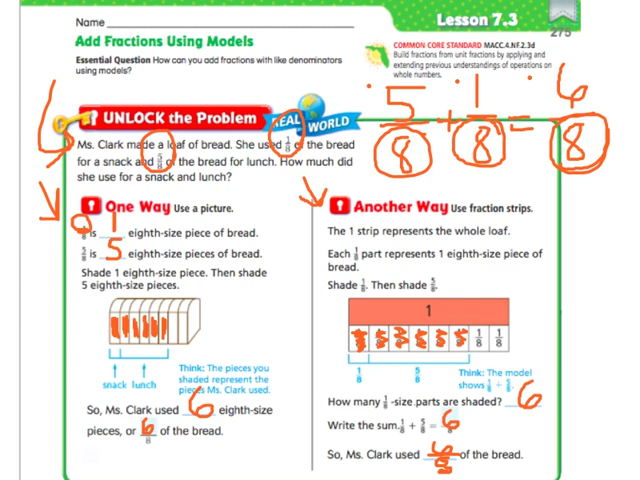 Name
Lesson 7.3
275
Add Fractions Using Models
Essential Question How can you add fractions with like denominators
using models?
COMMON CORE STANDARD MACC.4.NF.2.3d
Build fractions from unit fractions by applying and
extending previous understandings of operations on
whole numbers.
5/8 + 1/8 = 6/8
UNLOCK the Problem REAL WORLD
Ms. Clark made a loaf of bread. She used 1/8 of the bread
for a snack and 5/8 of the bread for lunch. How much did
she use for a snack and lunch?
One Way Use a picture.
1/8 is 1 eighth-size piece of bread.
5/8 is 5 eighth-size pieces of bread.
Shade 1 eighth-size piece. Then shade
5 eighth-size pieces.
snack lunch
Think: The pieces you
shaded represent the
pieces Ms. Clark used.
So, Ms. Clark used 6 eighth-size
pieces, or 6/8 of the bread.
Another Way Use fraction strips.
The 1 strip represents the whole loaf.
Each 1/8 part represents 1 eighth-size piece of
bread.
Shade 1/8. Then shade 5/8.
1
1/8 1/8
1/8 5/8
Think: The model
shows 1/8 + 5/8.
How many 1/8-size parts are shaded? 6
Write the sum. 1/8 + 5/8 = 6/8
So, Ms. Clark used 6/8 of the bread.